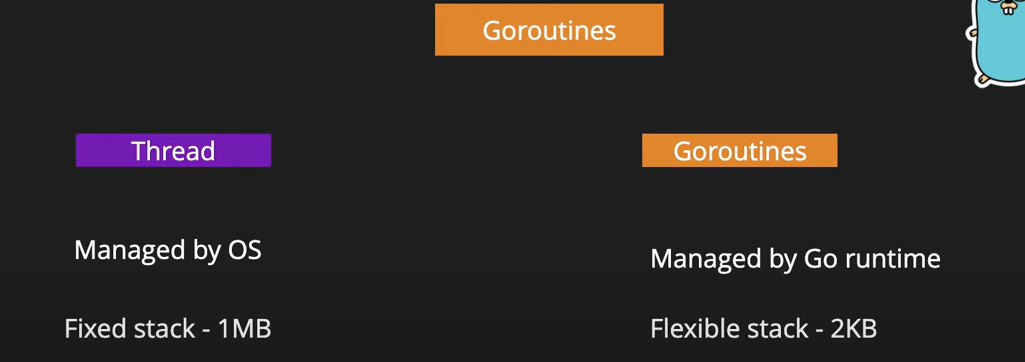 Goroutines
Thread
Goroutines
Managed by OS
Managed by Go runtime
Fixed stack - 1MB
Flexible stack - 2KB